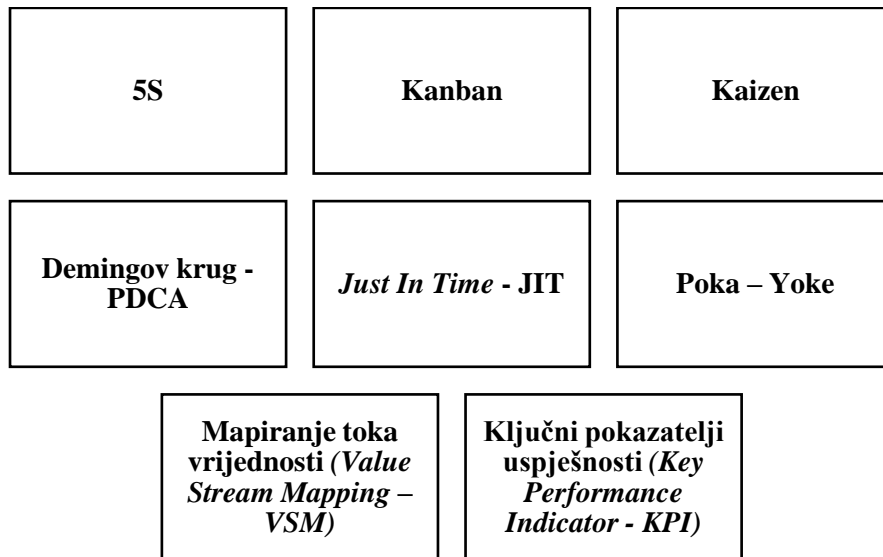 5S
Kanban
Kaizen
Demingov krug -
PDCA
Just In Time - JIT
Poka – Yoke
Mapiranje toka
vrijednosti (Value
Stream Mapping –
VSM)
Ključni pokazatelji
uspješnosti (Key
Performance
Indicator - KPI)